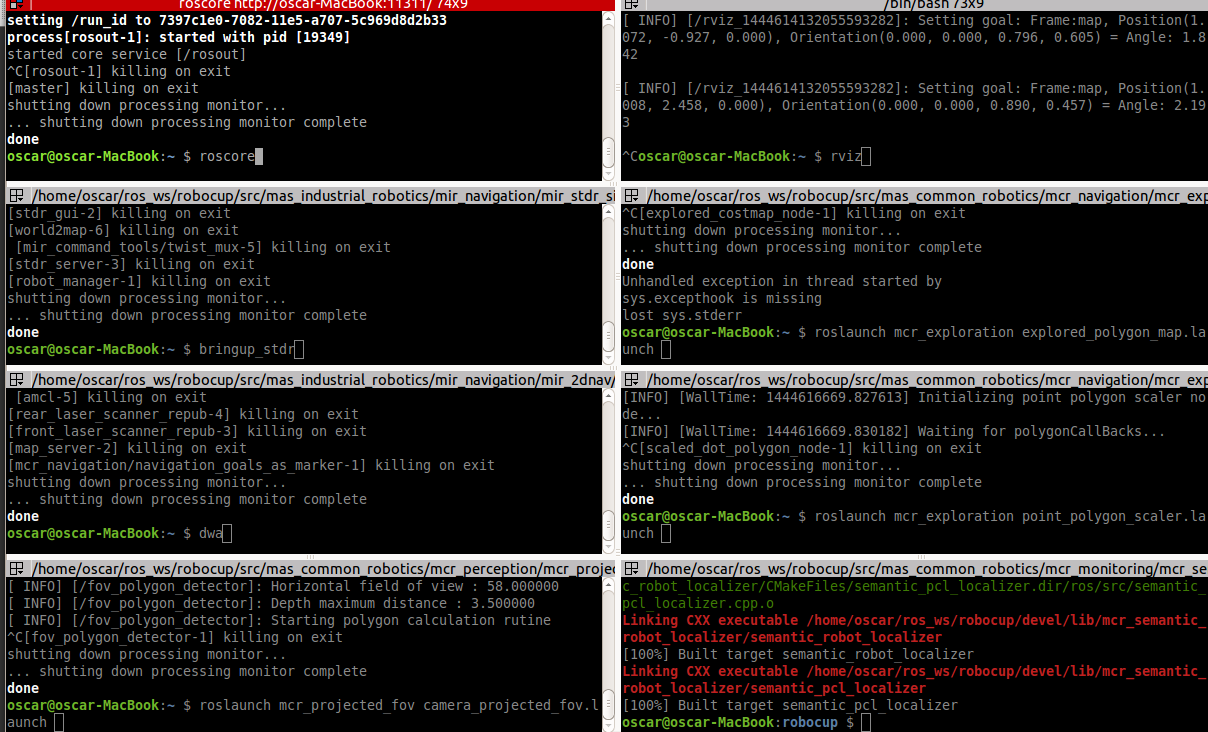 roscore http://oscar-MacBook:11311/ 74x9
setting /run_id to 7397c1e0-7082-11e5-a707-5c969d8d2b33
process[rosout-1]: started with pid [19349]
started core service [/rosout]
^C[rosout-1] killing on exit
[master] killing on exit
shutting down processing monitor...
... shutting down processing monitor complete
done
oscar@oscar-MacBook:~ $ roscore
/bin/bash 73x9
[ INFO] [/rviz_1444614132055593282]: Setting goal: Frame:map, Position(1.
072, -0.927, 0.000), Orientation(0.000, 0.000, 0.796, 0.605) = Angle: 1.8
42
[ INFO] [/rviz_1444614132055593282]: Setting goal: Frame:map, Position(1.
008, 2.458, 0.000), Orientation(0.000, 0.000, 0.890, 0.457) = Angle: 2.19
3
^Coscar@oscar-MacBook:~ $ rviz
/home/oscar/ros_ws/robocup/src/mas_industrial_robotics/mir_navigation/mir_stdr_si
[stdr_gui-2] killing on exit
[world2map-6] killing on exit
[mir_command_tools/twist_mux-5] killing on exit
[stdr_server-3] killing on exit
[robot_manager-1] killing on exit
shutting down processing monitor...
... shutting down processing monitor complete
done
oscar@oscar-MacBook:~ $ bringup_stdr
/home/oscar/ros_ws/robocup/src/mas_common_robotics/mcr_navigation/mcr_exp
^C[explored_costmap_node-1] killing on exit
shutting down processing monitor...
... shutting down processing monitor complete
done
Unhandled exception in thread started by
sys.excepthook is missing
lost sys.stderr
oscar@oscar-MacBook:~ $ roslaunch mcr_exploration explored_polygon_map.la
unch
/home/oscar/ros_ws/robocup/src/mas_industrial_robotics/mir_navigation/mir_2dnav/
[amcl-5] killing on exit
[rear_laser_scanner_repub-4] killing on exit
[front_laser_scanner_repub-3] killing on exit
[map_server-2] killing on exit
[mcr_navigation/navigation_goals_as_marker-1] killing on exit
shutting down processing monitor...
... shutting down processing monitor complete
done
oscar@oscar-MacBook:~ $ dwa
/home/oscar/ros_ws/robocup/src/mas_common_robotics/mcr_navigation/mcr_exp
[INFO] [WallTime: 1444616669.827613] Initializing point polygon scaler no
de...
[INFO] [WallTime: 1444616669.830182] Waiting for polygonCallBacks...
^C[scaled_dot_polygon_node-1] killing on exit
shutting down processing monitor...
... shutting down processing monitor complete
done
oscar@oscar-MacBook:~ $ roslaunch mcr_exploration point_polygon_scaler.la
unch
/home/oscar/ros_ws/robocup/src/mas_common_robotics/mcr_perception/mcr_projec
[ INFO] [/fov_polygon_detector]: Horizontal field of view : 58.000000
[ INFO] [/fov_polygon_detector]: Depth maximum distance : 3.500000
[ INFO] [/fov_polygon_detector]: Starting polygon calculation rutine
^C[fov_polygon_detector-1] killing on exit
shutting down processing monitor...
... shutting down processing monitor complete
done
oscar@oscar-MacBook:~ $ roslaunch mcr_projected_fov camera_projected_fov.l
aunch
/home/oscar/ros_ws/robocup/src/mas_common_robotics/mcr_monitoring/mcr_se
c_robot_localizer/CMakeFiles/semantic_pcl_localizer.dir/ros/src/semantic_
pcl_localizer.cpp.o
Linking CXX executable /home/oscar/ros_ws/robocup/devel/lib/mcr_semantic_
robot_localizer/semantic_robot_localizer
[100%] Built target semantic_robot_localizer
Linking CXX executable /home/oscar/ros_ws/robocup/devel/lib/mcr_semantic_
robot_localizer/semantic_pcl_localizer
[100%] Built target semantic_pcl_localizer
oscar@oscar-MacBook:robocup $